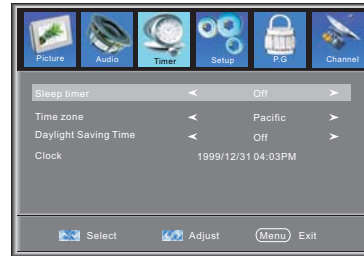 Picture Audio Timer Setup P.G Channel
Sleep timer Off
Time zone Pacific
Daylight Saving Time Off
Clock 1999/12/31 04:03PM
Select Adjust Menu Exit